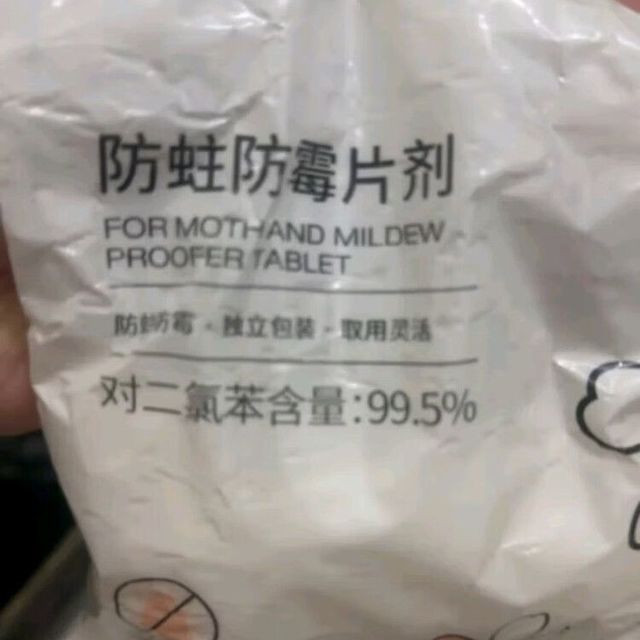 防蛀防霉片剂
FOR MOTHAND MILDEW
PROOFER TABLET
防蛀防霉·独立包装·取用灵活
对二氯苯含量:99.5%